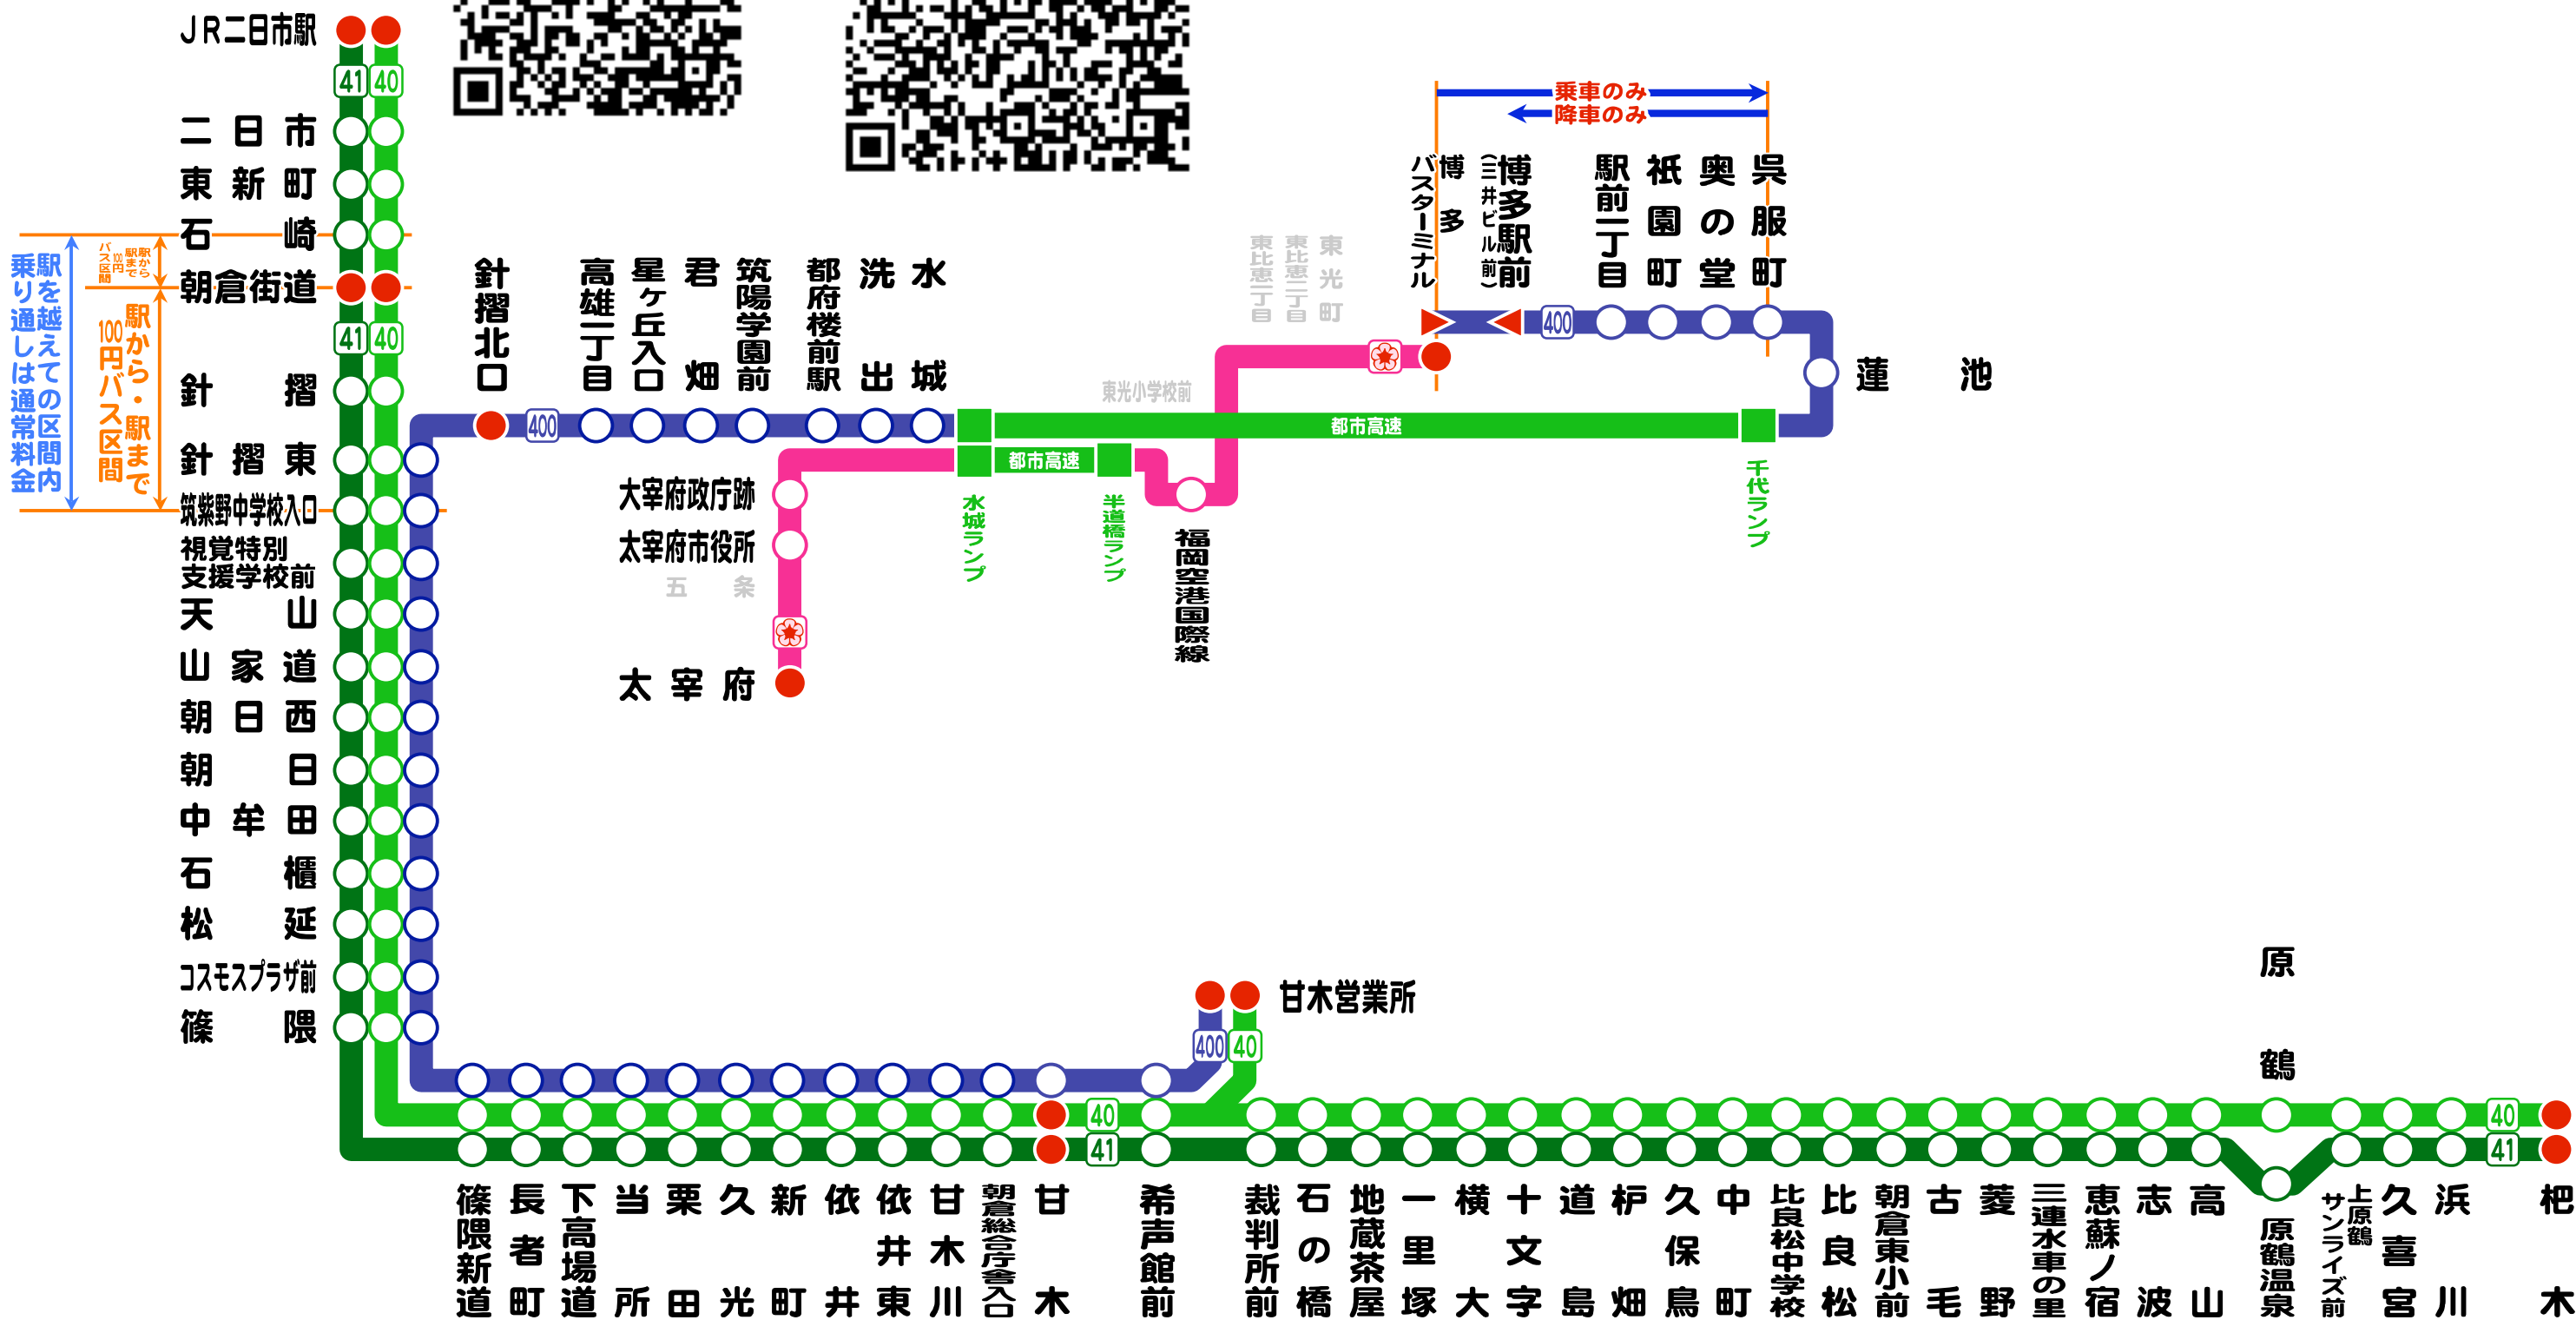 JR二日市駅
41
40
二日市
東新町
石崎
朝倉街道
41
40
針摺
針摺東
筑紫野中学校入口
視覚特別
支援学校前
天山
山家道
朝日西
朝日
中牟田
石櫃
松延
コスモスプラザ前
篠隈
駅を越えての区間内
乗り通しは通常料金
駅から
駅まで
100円
バス区間
駅から・駅まで
100円バス区間
針摺北口
400
高雄一丁目
星ヶ丘入口
君畑
筑陽学園前
都府楼前駅
洗出
水城
都市高速
都市高速
水城ランプ
半道橋ランプ
千代ランプ
太宰府政庁跡
太宰府市役所
五条
太宰府
福岡空港国際線
東光小学校前
東比恵一丁目
東比恵二丁目
東光町
乗車のみ
降車のみ
博多
バスターミナル
博多駅前
(三井ビル前)
400
駅前一丁目
祇園町
奥の堂
呉服町
蓮池
甘木営業所
400
40
40
41
篠隈新道
長者町
下高場道
当所
栗田
久光
新町
依井
依井東
甘木川
朝倉総合庁舎入口
甘木
希声館前
裁判所前
石の橋
地蔵茶屋
一里塚
横大
十文字
道島
枦畑
久保鳥
中町
比良松中学校
比良松
朝倉東小前
古毛
菱野
三連水車の里
恵蘇ノ宿
志波
高山
原鶴
原鶴温泉
上原鶴
サンライズ前
久喜宮
浜川
40
41
杷木